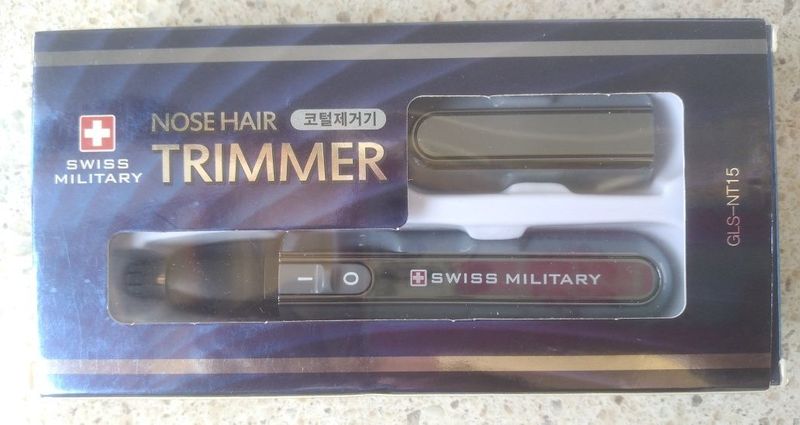 NOSE HAIR 코털제거기
TRIMMER
SWISS
MILITARY
GLS-NT15
I O
SWISS MILITARY